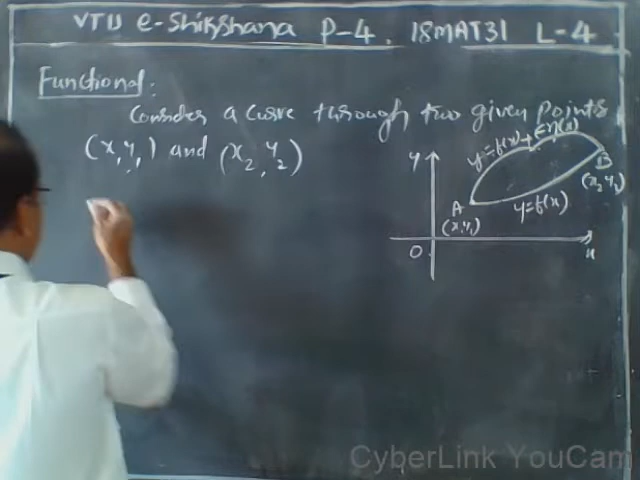 VTU e-Shikshana P-4, 18MAT31 L-4
Functional:
Consider a curve through two given points
(x₁,y₁) and (x₂,y₂)
y
y=f(x)+εη(x)
B
(x₂,y₂)
A
y=f(x)
(x₁,y₁)
O
x
CyberLink YouCam